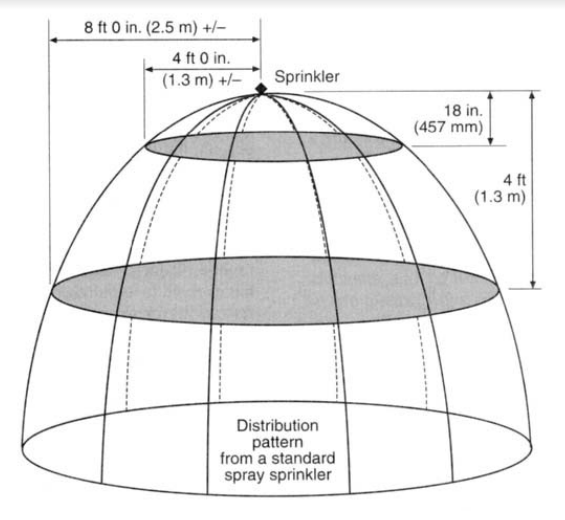 8 ft 0 in. (2.5 m) +/–
4 ft 0 in.
(1.3 m) +/–
Sprinkler
18 in.
(457 mm)
4 ft
(1.3 m)
Distribution
pattern
from a standard
spray sprinkler